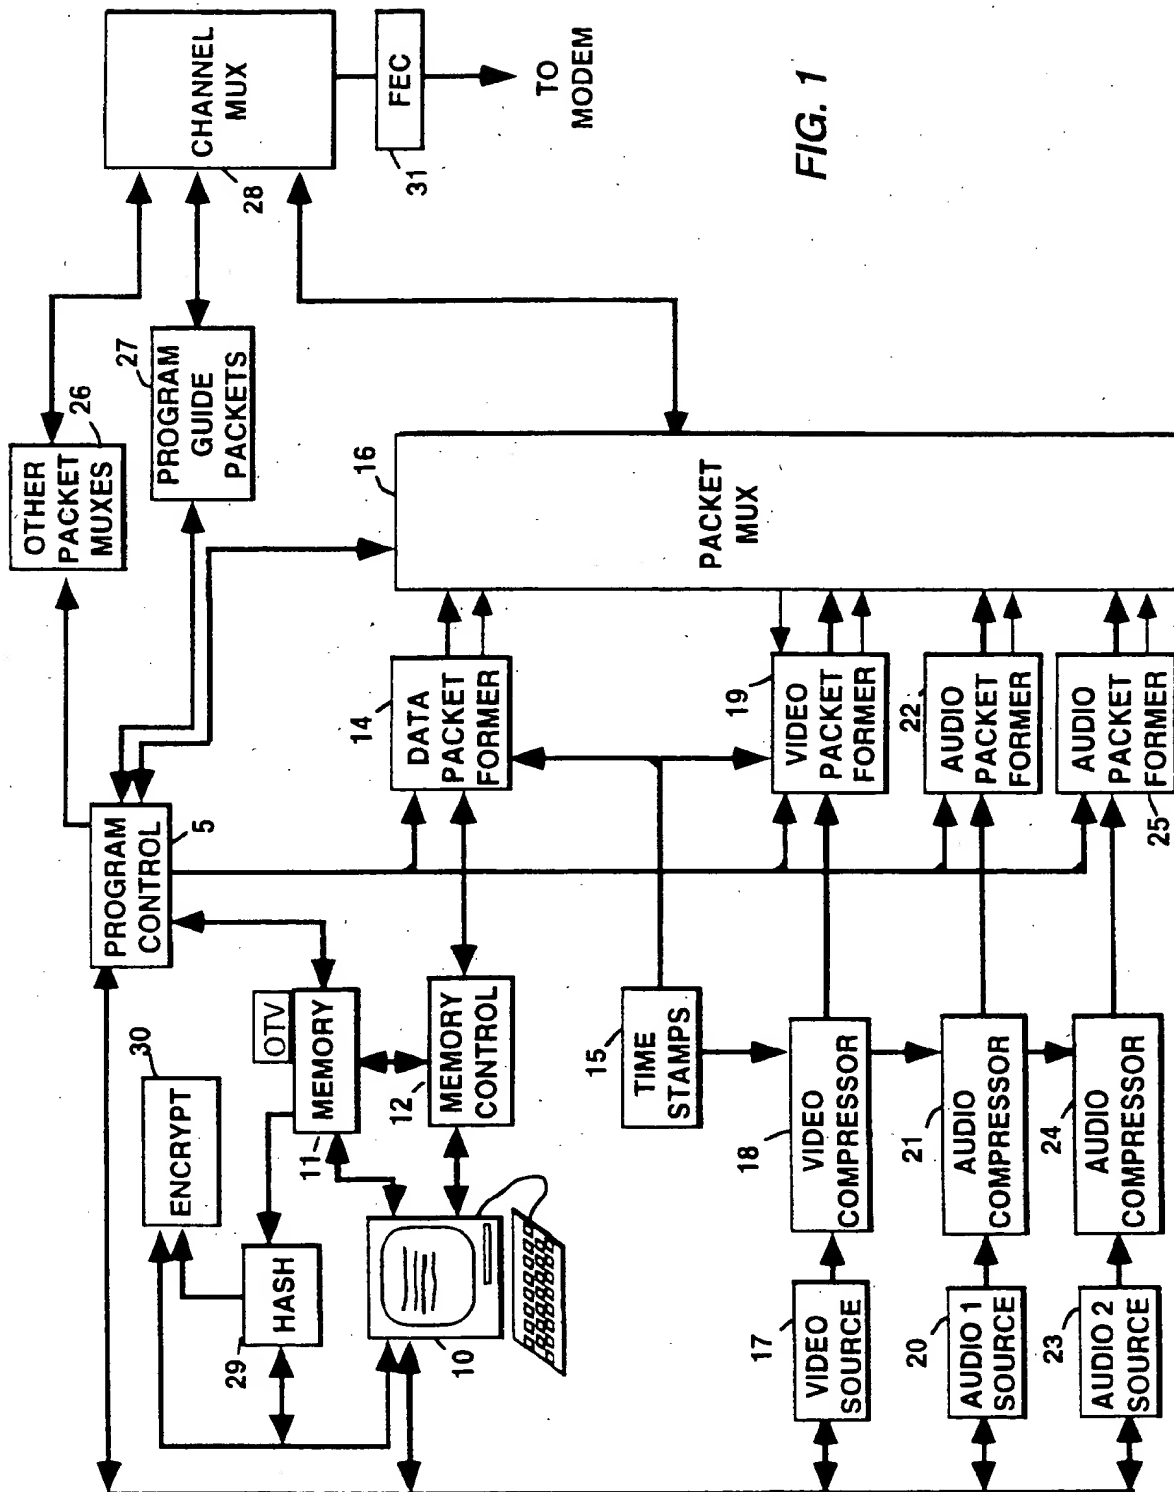 PROGRAM
CONTROL
5
OTHER
PACKET
MUXES
26
PROGRAM
GUIDE
PACKETS
27
CHANNEL
MUX
28
FEC
31
TO
MODEM
ENCRYPT
30
HASH
29
OTV
MEMORY
11
MEMORY
CONTROL
12
10
DATA
PACKET
FORMER
14
PACKET
MUX
16
TIME
STAMPS
15
VIDEO
SOURCE
17
VIDEO
COMPRESSOR
18
VIDEO
PACKET
FORMER
19
AUDIO 1
SOURCE
20
AUDIO
COMPRESSOR
21
AUDIO
PACKET
FORMER
22
AUDIO 2
SOURCE
23
AUDIO
COMPRESSOR
24
AUDIO
PACKET
FORMER
25
FIG. 1